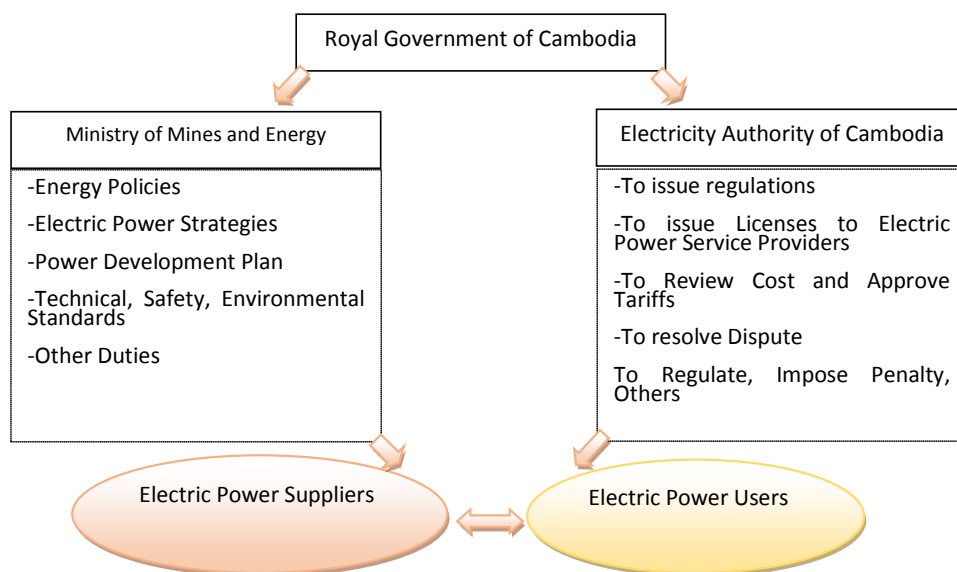 Royal Government of Cambodia
Ministry of Mines and Energy
-Energy Policies
-Electric Power Strategies
-Power Development Plan
-Technical, Safety, Environmental
Standards
-Other Duties
Electricity Authority of Cambodia
-To issue regulations
-To issue Licenses to Electric
Power Service Providers
-To Review Cost and Approve
Tariffs
-To resolve Dispute
To Regulate, Impose Penalty,
Others
Electric Power Suppliers
Electric Power Users